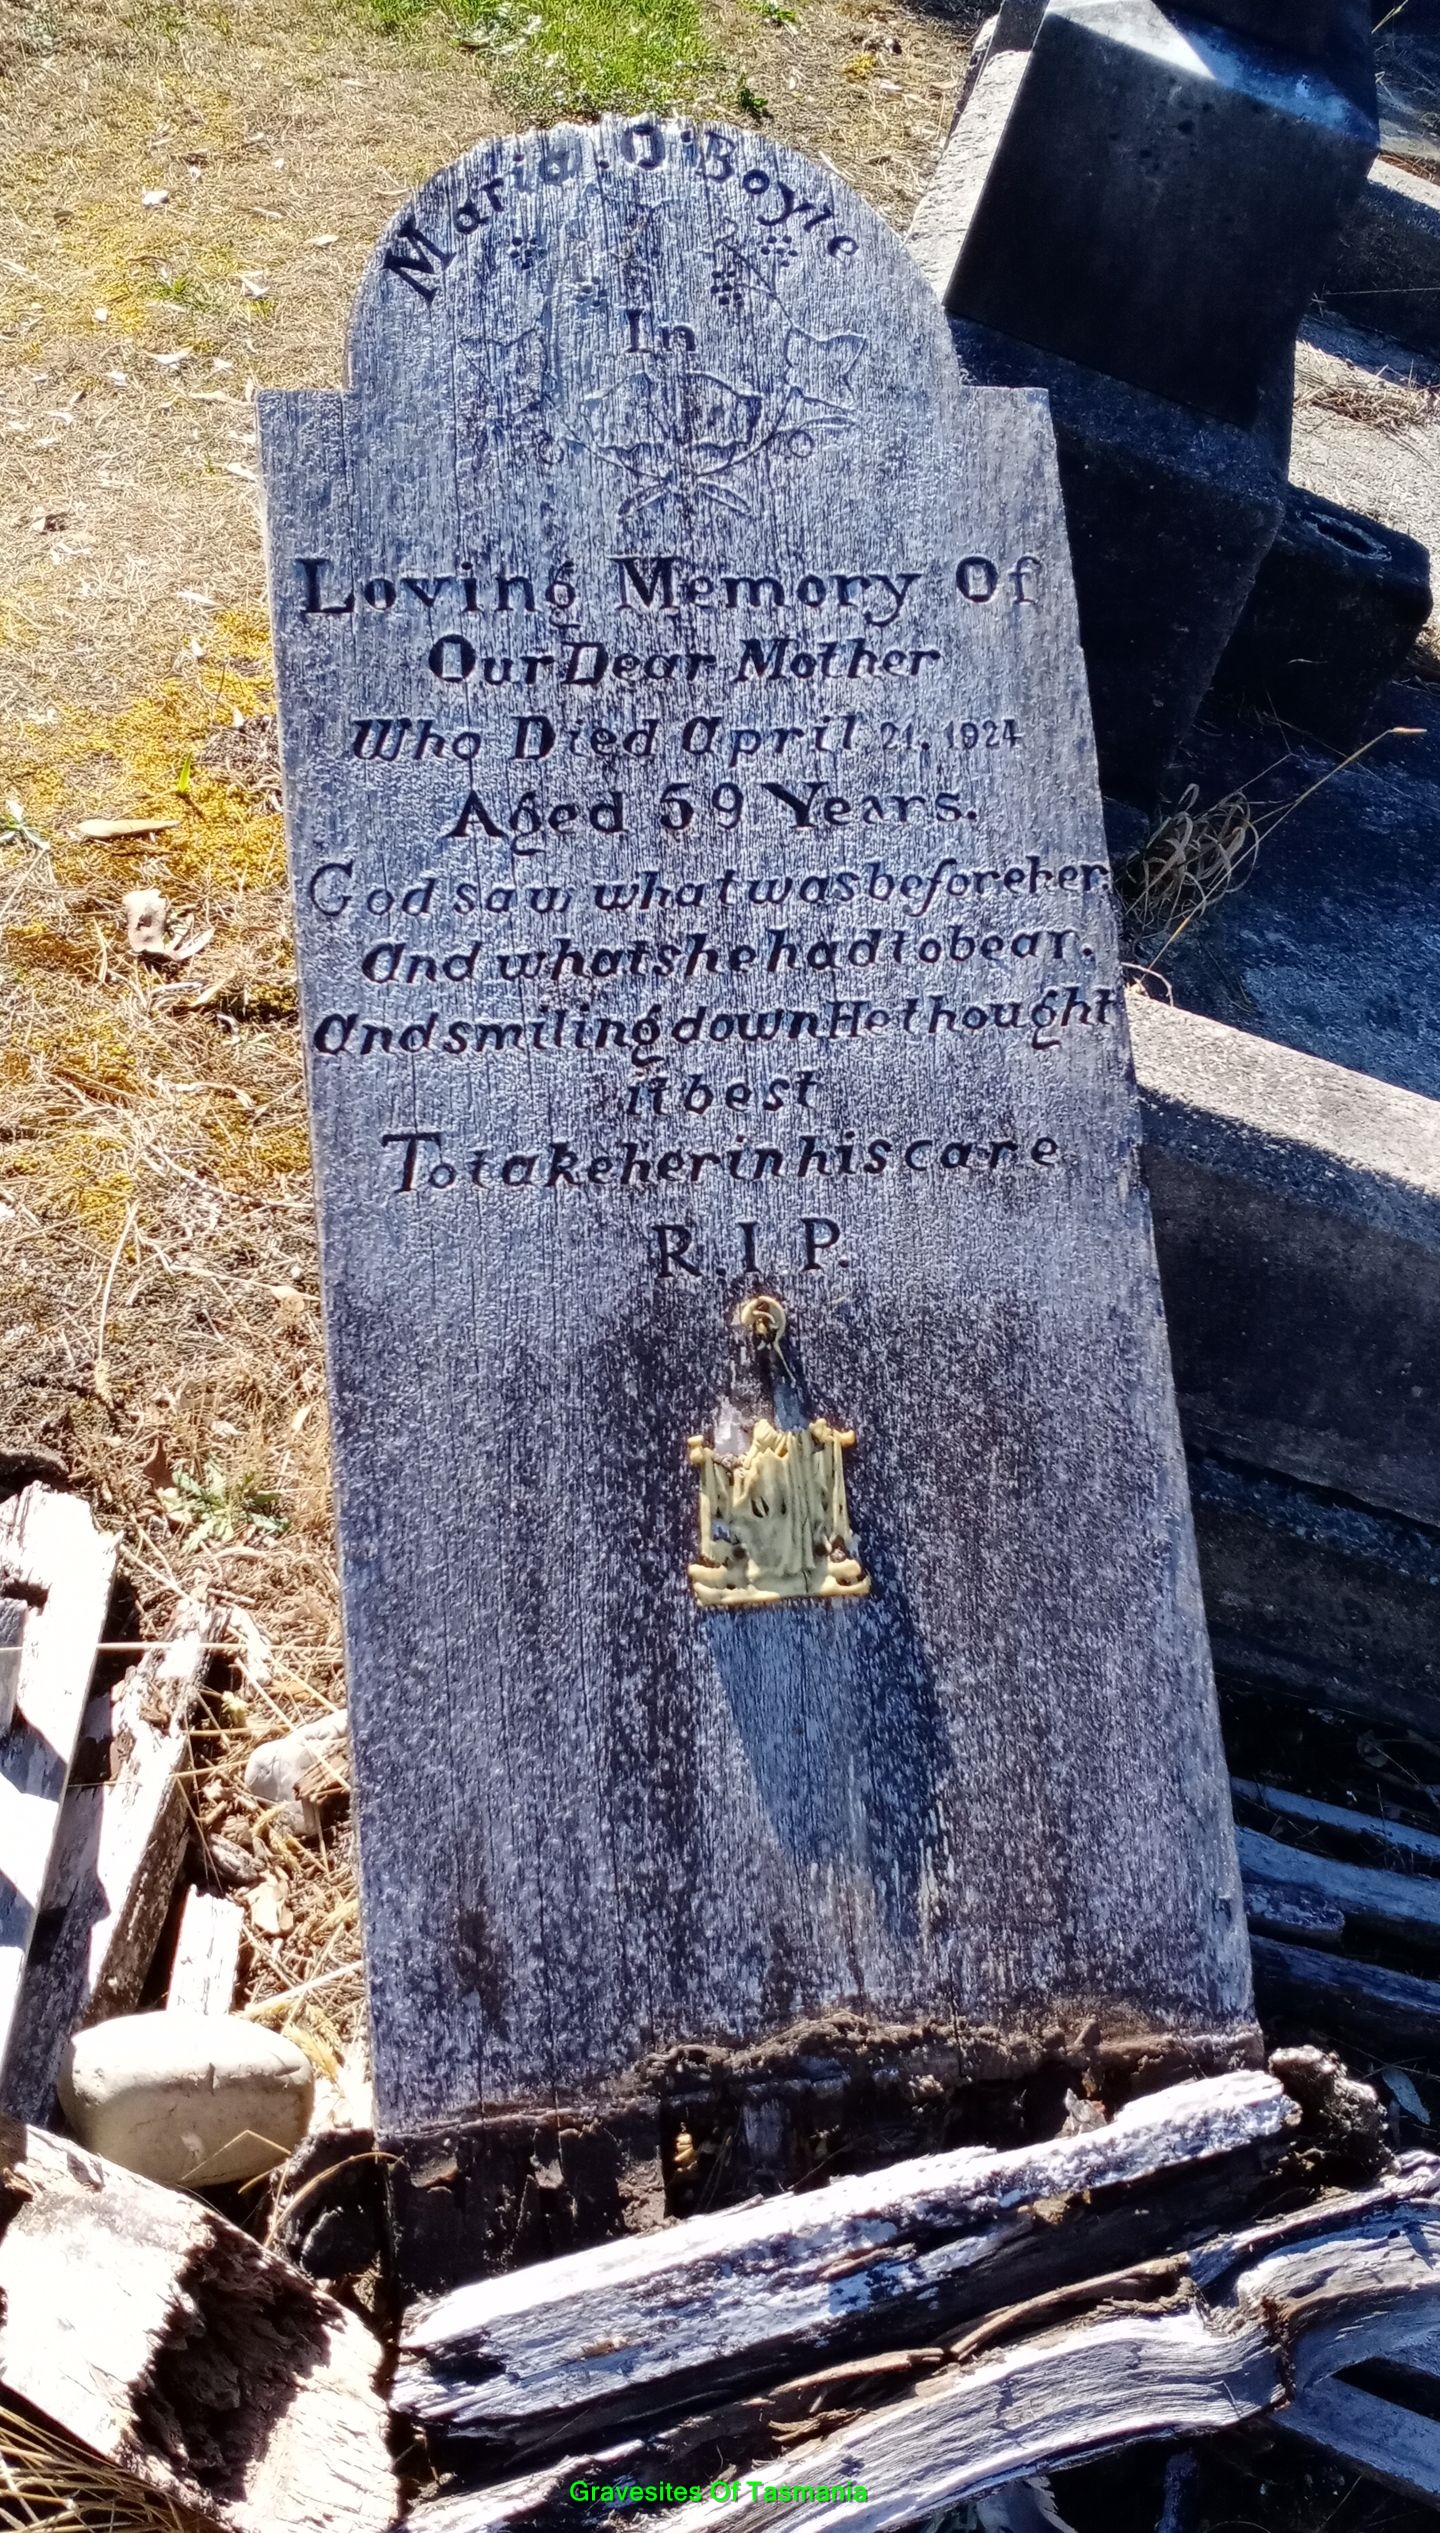 Maria. O'Boyle
In
Loving Memory Of
Our Dear Mother
Who Died April 21. 1924
Aged 59 Years.
God saw what was before her.
And what she had to bear.
And smiling down He thought
it best
To take her in his care
R.I.P.
Gravesites Of Tasmania